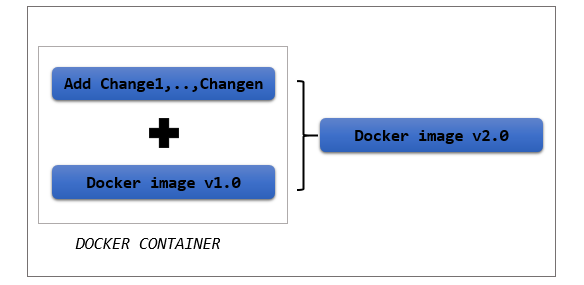 Add Change1,..,Changen
Docker image v2.0
Docker image v1.0
DOCKER CONTAINER